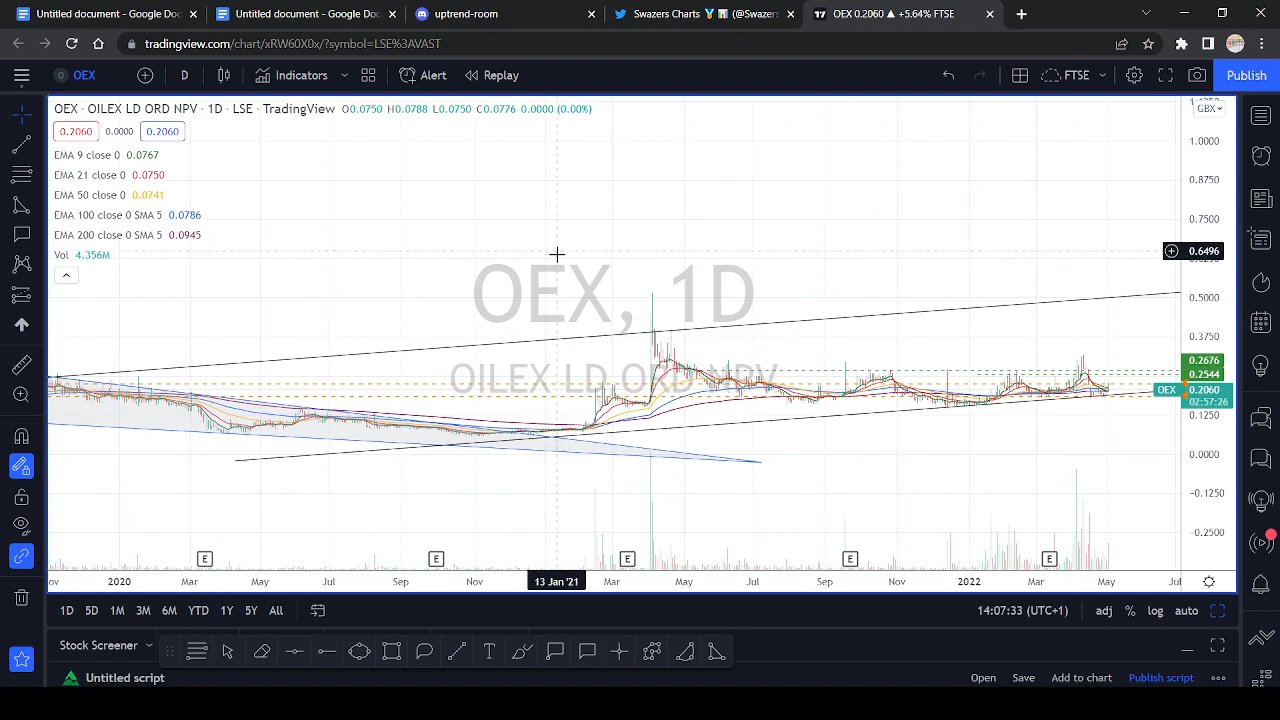 Untitled document - Google Doc
Untitled document - Google Doc
uptrend-room
Swazers Charts 🏅📊 (@Swazers
OEX 0.2060 ▲ +5.64% FTSE
tradingview.com/chart/xRW60X0x/?symbol=LSE%3AVAST
O OEX
D
Indicators
Alert
Replay
FTSE
Publish
OEX · OILEX LD ORD NPV · 1D · LSE · TradingView O0.0750 H0.0788 L0.0750 C0.0776 0.0000 (0.00%)
GBX
0.2060 0.0000 0.2060
EMA 9 close 0 0.0767
EMA 21 close 0 0.0750
EMA 50 close 0 0.0741
EMA 100 close 0 SMA 5 0.0786
EMA 200 close 0 SMA 5 0.0945
Vol 4.356M
1.0000
0.8750
0.7500
0.6496
0.5000
0.3750
0.2676
0.2544
OEX 0.2060
02:57:26
0.1250
0.0000
−0.1250
−0.2500
OEX, 1D
OILEX LD ORD NPV
E E E E E
ov 2020 Mar May Jul Sep Nov 13 Jan '21 Mar May Jul Sep Nov 2022 Mar May Jul
1D 5D 1M 3M 6M YTD 1Y 5Y All
14:07:33 (UTC+1) adj % log auto
Stock Screener
Untitled script
Open Save Add to chart Publish script